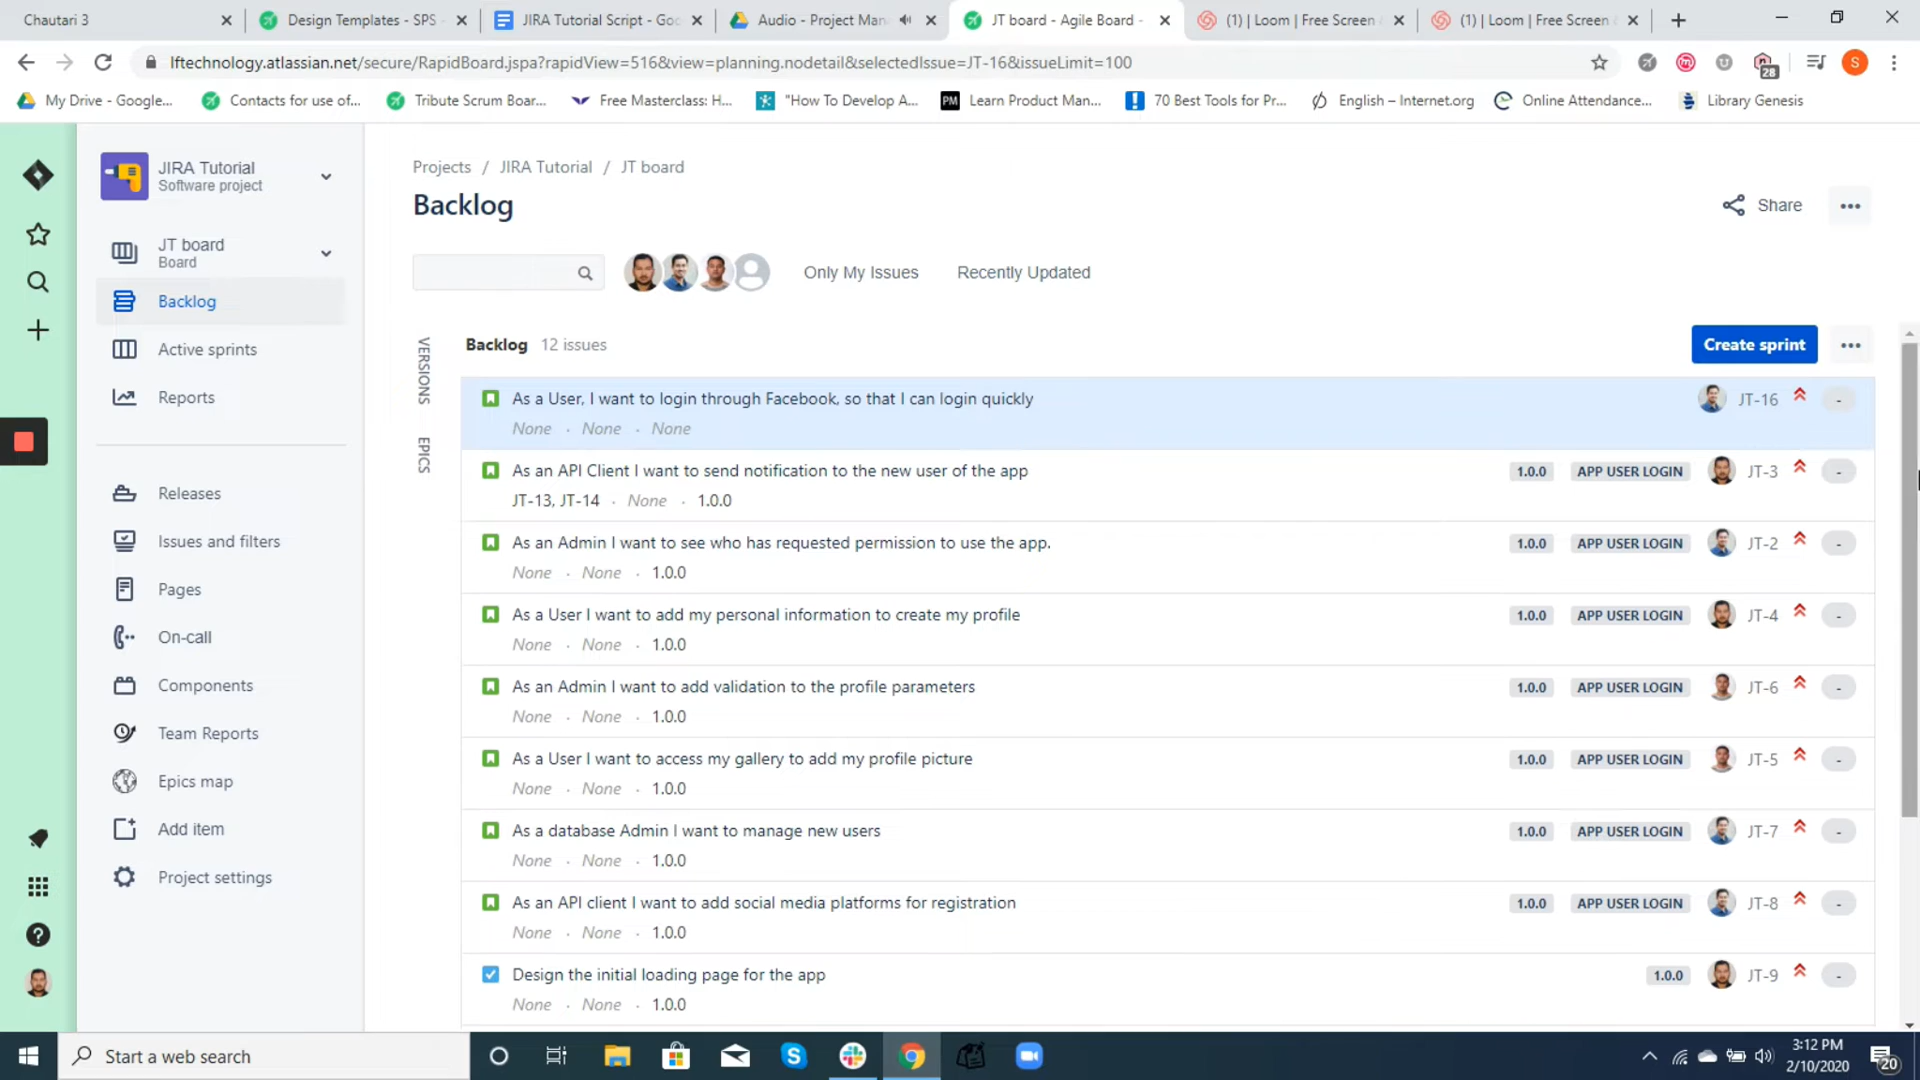 Chautari 3
Design Templates - SPS -
JIRA Tutorial Script - Goo
Audio - Project Man
JT board - Agile Board -
(1) | Loom | Free Screen
(1) | Loom | Free Screen
lftechnology.atlassian.net/secure/RapidBoard.jspa?rapidView=516&view=planning.nodetail&selectedIssue=JT-16&issueLimit=100
28
S
My Drive - Google...
Contacts for use of...
Tribute Scrum Boar...
Free Masterclass: H...
"How To Develop A...
PM
Learn Product Man...
70 Best Tools for Pr...
English – Internet.org
Online Attendance...
Library Genesis
JIRA Tutorial
Software project
JT board
Board
Backlog
Active sprints
Reports
Releases
Issues and filters
Pages
On-call
Components
Team Reports
Epics map
Add item
Project settings
Projects / JIRA Tutorial / JT board
Backlog
Share
Only My Issues
Recently Updated
VERSIONS
EPICS
Backlog 12 issues
Create sprint
As a User, I want to login through Facebook, so that I can login quickly
JT-16 -
None · None · None
As an API Client I want to send notification to the new user of the app
1.0.0 APP USER LOGIN JT-3 -
JT-13, JT-14 · None · 1.0.0
As an Admin I want to see who has requested permission to use the app.
1.0.0 APP USER LOGIN JT-2 -
None · None · 1.0.0
As a User I want to add my personal information to create my profile
1.0.0 APP USER LOGIN JT-4 -
None · None · 1.0.0
As an Admin I want to add validation to the profile parameters
1.0.0 APP USER LOGIN JT-6 -
None · None · 1.0.0
As a User I want to access my gallery to add my profile picture
1.0.0 APP USER LOGIN JT-5 -
None · None · 1.0.0
As a database Admin I want to manage new users
1.0.0 APP USER LOGIN JT-7 -
None · None · 1.0.0
As an API client I want to add social media platforms for registration
1.0.0 APP USER LOGIN JT-8 -
None · None · 1.0.0
Design the initial loading page for the app
1.0.0 JT-9 -
None · None · 1.0.0
Start a web search
3:12 PM
2/10/2020
20